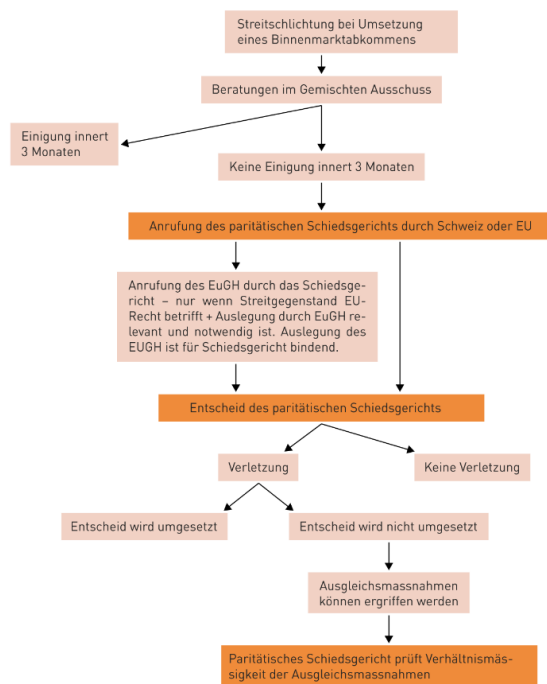 Streitschlichtung bei Umsetzung
eines Binnenmarktabkommens
Beratungen im Gemischten Ausschuss
Einigung innert
3 Monaten
Keine Einigung innert 3 Monaten
Anrufung des paritätischen Schiedsgerichts durch Schweiz oder EU
Anrufung des EuGH durch das Schiedsge-
richt – nur wenn Streitgegenstand EU-
Recht betrifft + Auslegung durch EuGH re-
levant und notwendig ist. Auslegung des
EUGH ist für Schiedsgericht bindend.
Entscheid des paritätischen Schiedsgerichts
Verletzung
Keine Verletzung
Entscheid wird umgesetzt
Entscheid wird nicht umgesetzt
Ausgleichsmassnahmen
können ergriffen werden
Paritätisches Schiedsgericht prüft Verhältnismäs-
sigkeit der Ausgleichsmassnahmen